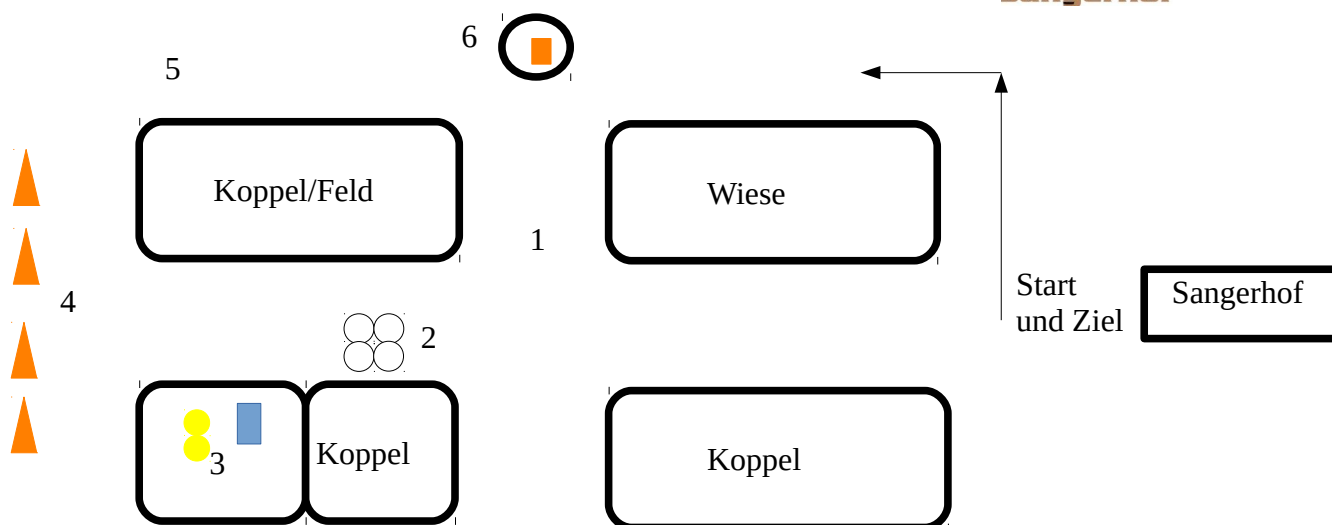 6
5
Koppel/Feld
Wiese
1
Start
und Ziel
Sangerhof
4
2
3
Koppel
Koppel